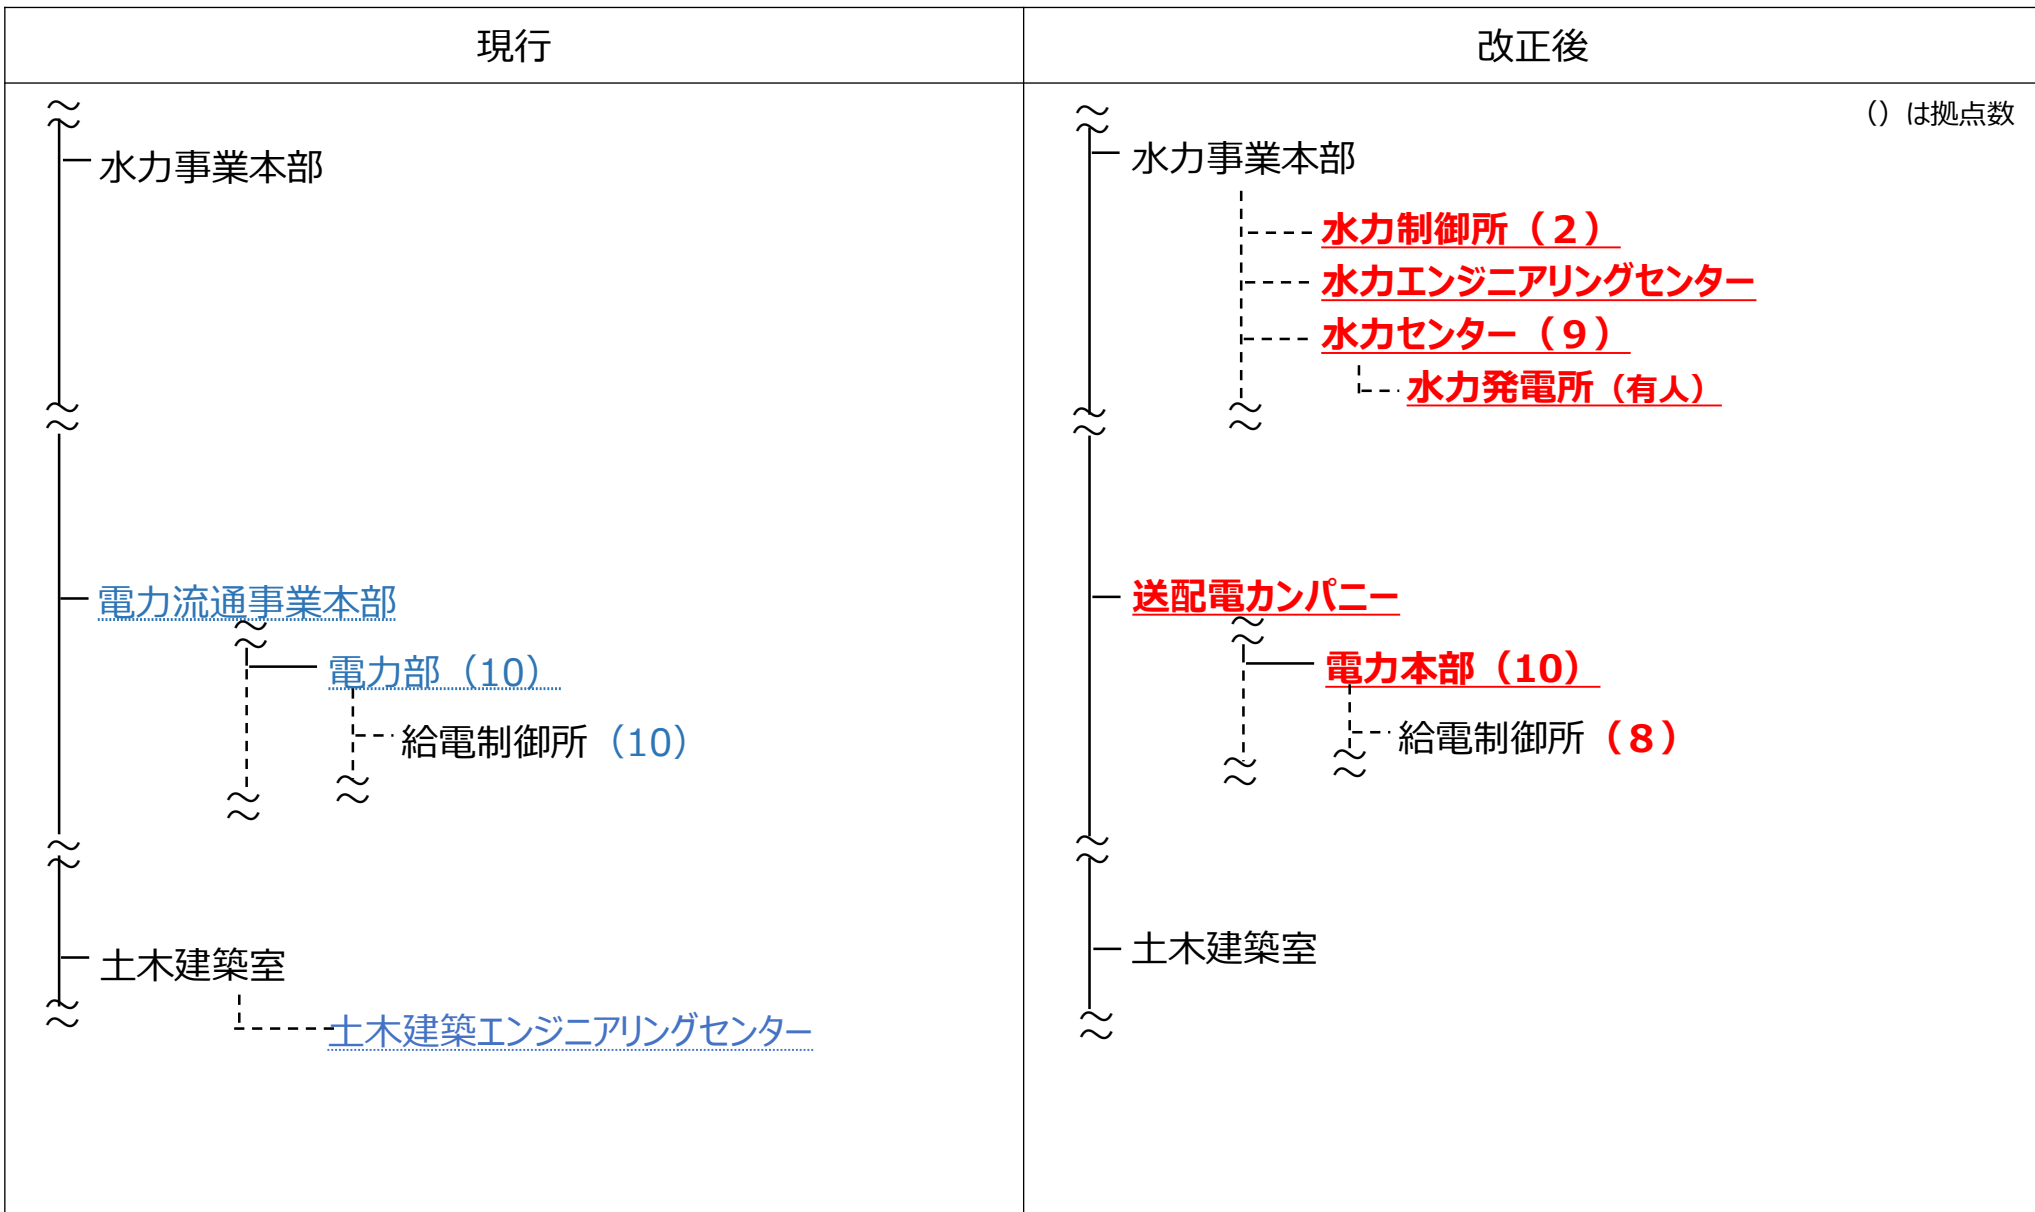 現行
水力事業本部
電力流通事業本部
電力部（10）
給電制御所（10）
土木建築室
土木建築エンジニアリングセンター
改正後
（）は拠点数
水力事業本部
水力制御所（２）
水力エンジニアリングセンター
水力センター（９）
水力発電所（有人）
送配電カンパニー
電力本部（10）
給電制御所（８）
土木建築室